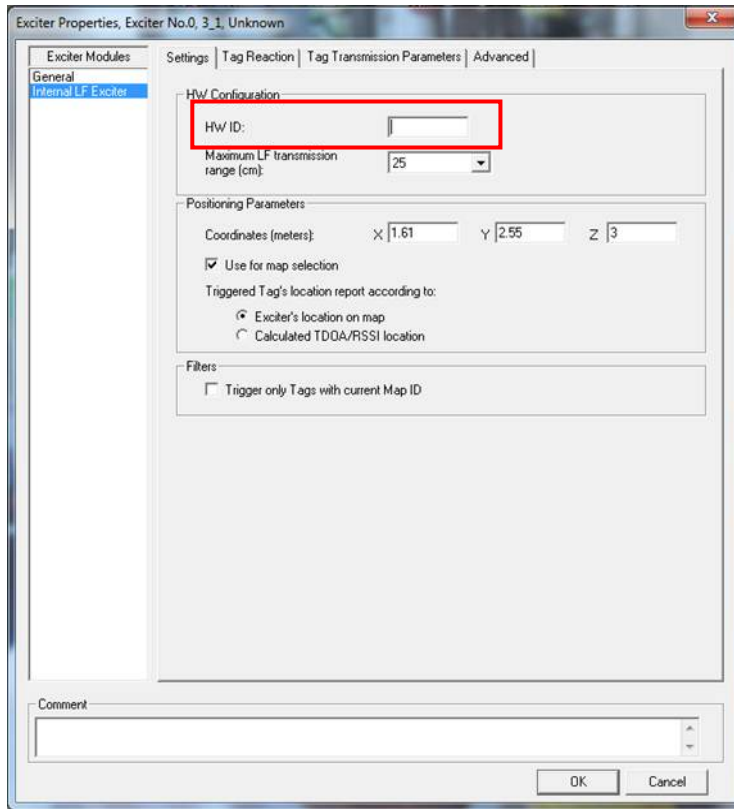 Exciter Properties, Exciter No.0, 3_1, Unknown
Exciter Modules
General
Internal LF Exciter
Settings
Tag Reaction
Tag Transmission Parameters
Advanced
HW Configuration
HW ID:
Maximum LF transmission
range (cm):
25
Positioning Parameters
Coordinates (meters): X 1.61 Y 2.55 Z 3
Use for map selection
Triggered Tag's location report according to:
Exciter's location on map
Calculated TDOA/RSSI location
Filters
Trigger only Tags with current Map ID
Comment
OK Cancel